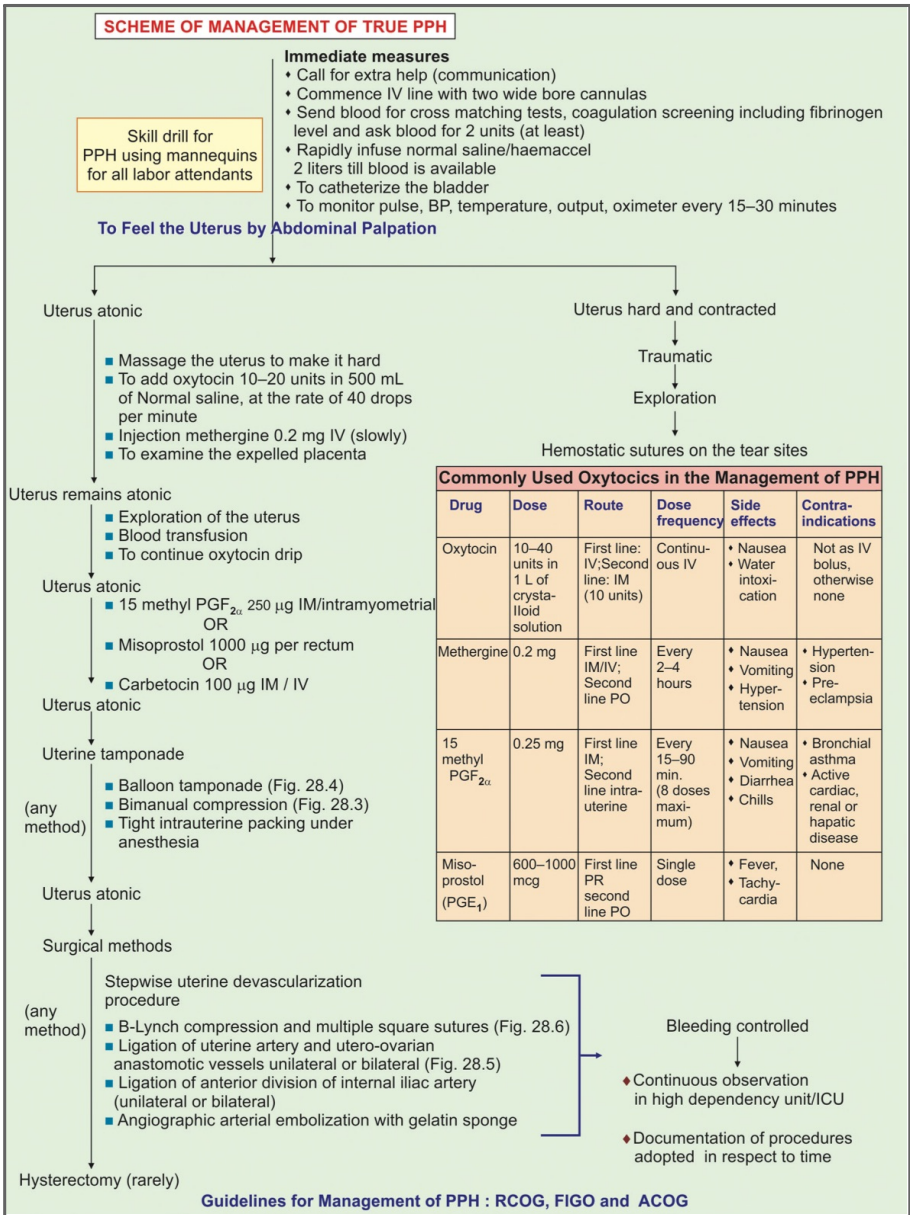 SCHEME OF MANAGEMENT OF TRUE PPH
Immediate measures
Call for extra help (communication)
Commence IV line with two wide bore cannulas
Send blood for cross matching tests, coagulation screening including fibrinogen
level and ask blood for 2 units (at least)
Rapidly infuse normal saline/haemaccel
2 liters till blood is available
To catheterize the bladder
To monitor pulse, BP, temperature, output, oximeter every 15–30 minutes
Skill drill for
PPH using mannequins
for all labor attendants
To Feel the Uterus by Abdominal Palpation
Uterus atonic
Massage the uterus to make it hard
To add oxytocin 10–20 units in 500 mL
of Normal saline, at the rate of 40 drops
per minute
Injection methergine 0.2 mg IV (slowly)
To examine the expelled placenta
Uterus remains atonic
Exploration of the uterus
Blood transfusion
To continue oxytocin drip
Uterus atonic
15 methyl PGF2α 250 μg IM/intramyometrial
OR
Misoprostol 1000 μg per rectum
OR
Carbetocin 100 μg IM / IV
Uterus atonic
Uterine tamponade
(any
method)
Balloon tamponade (Fig. 28.4)
Bimanual compression (Fig. 28.3)
Tight intrauterine packing under
anesthesia
Uterus atonic
Surgical methods
(any
method)
Stepwise uterine devascularization
procedure
B-Lynch compression and multiple square sutures (Fig. 28.6)
Ligation of uterine artery and utero-ovarian
anastomotic vessels unilateral or bilateral (Fig. 28.5)
Ligation of anterior division of internal iliac artery
(unilateral or bilateral)
Angiographic arterial embolization with gelatin sponge
Hysterectomy (rarely)
Uterus hard and contracted
Traumatic
Exploration
Hemostatic sutures on the tear sites
Commonly Used Oxytocics in the Management of PPH
Drug
Dose
Route
Dose
frequency
Side
effects
Contra-
indications
Oxytocin
10–40
units in
1 L of
crysta-
lloid
solution
First line:
IV;Second
line: IM
(10 units)
Continu-
ous IV
Nausea
Water
intoxi-
cation
Not as IV
bolus,
otherwise
none
Methergine
0.2 mg
First line
IM/IV;
Second
line PO
Every
2–4
hours
Nausea
Vomiting
Hyper-
tension
Hyperten-
sion
Pre-
eclampsia
15
methyl
PGF2α
0.25 mg
First line
IM;
Second
line intra-
uterine
Every
15–90
min.
(8 doses
maxi-
mum)
Nausea
Vomiting
Diarrhea
Chills
Bronchial
asthma
Active
cardiac,
renal or
hapatic
disease
Miso-
prostol
(PGE1)
600–1000
mcg
First line
PR
second
line PO
Single
dose
Fever,
Tachy-
cardia
None
Bleeding controlled
Continuous observation
in high dependency unit/ICU
Documentation of procedures
adopted in respect to time
Guidelines for Management of PPH : RCOG, FIGO and ACOG